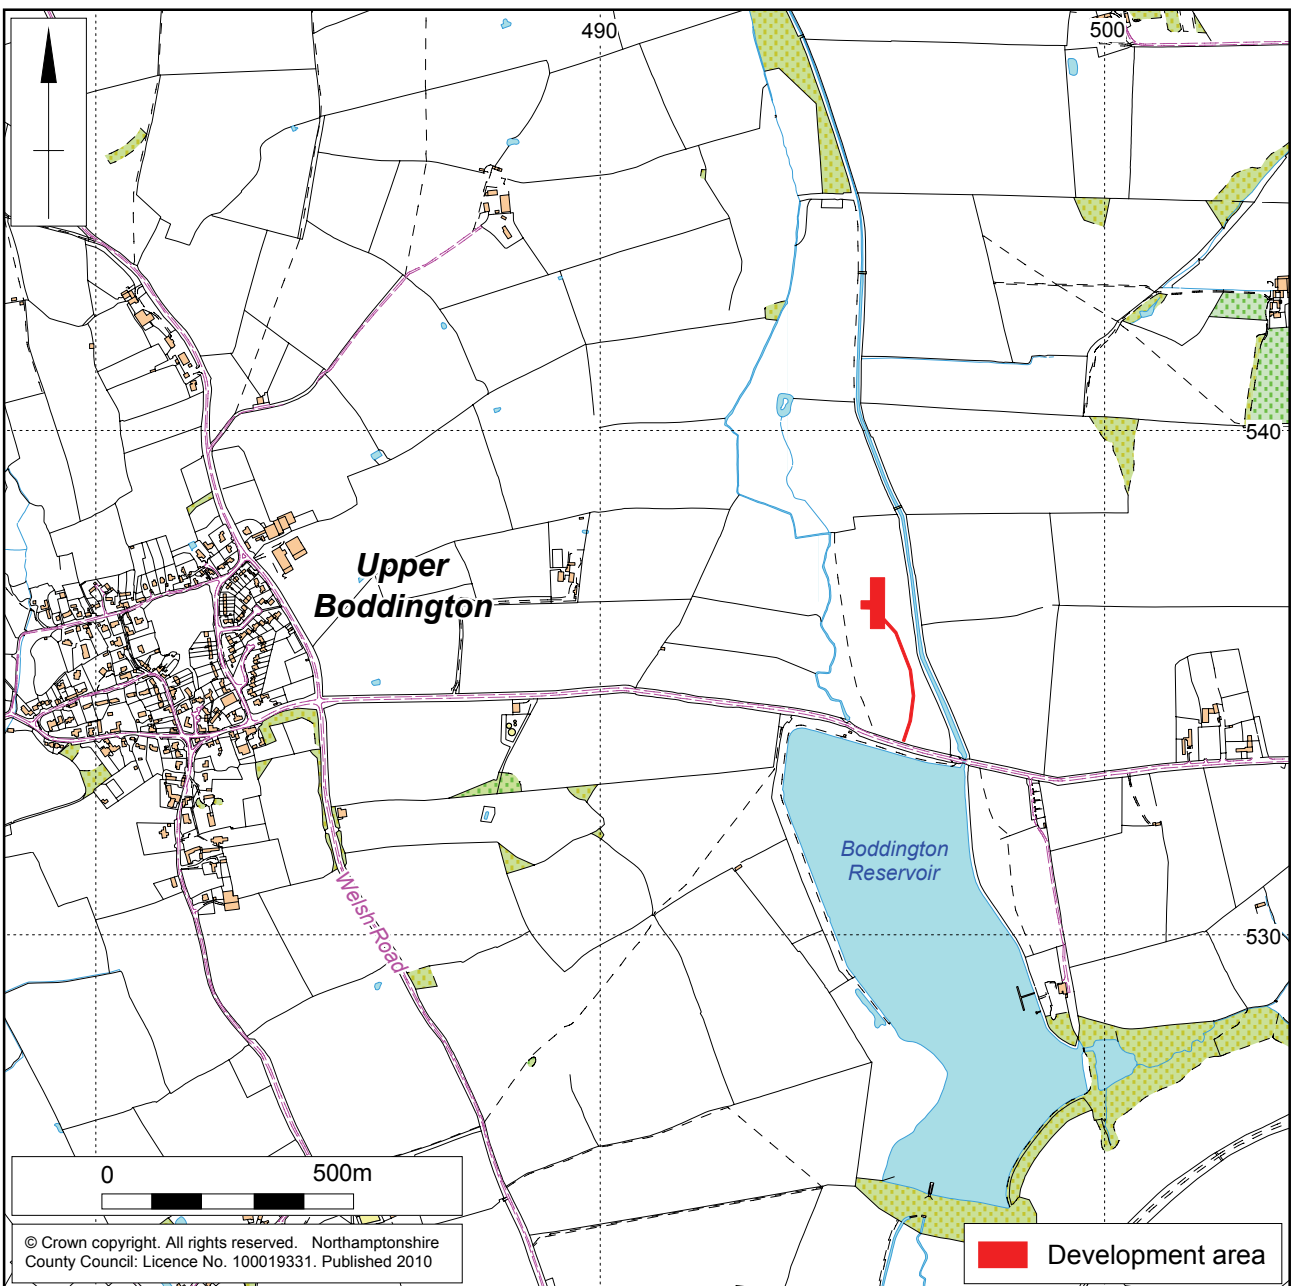 490
500
540
Upper
Boddington
Boddington
Reservoir
Welsh Road
530
0
500m
© Crown copyright. All rights reserved. Northamptonshire
County Council: Licence No. 100019331. Published 2010
Development area